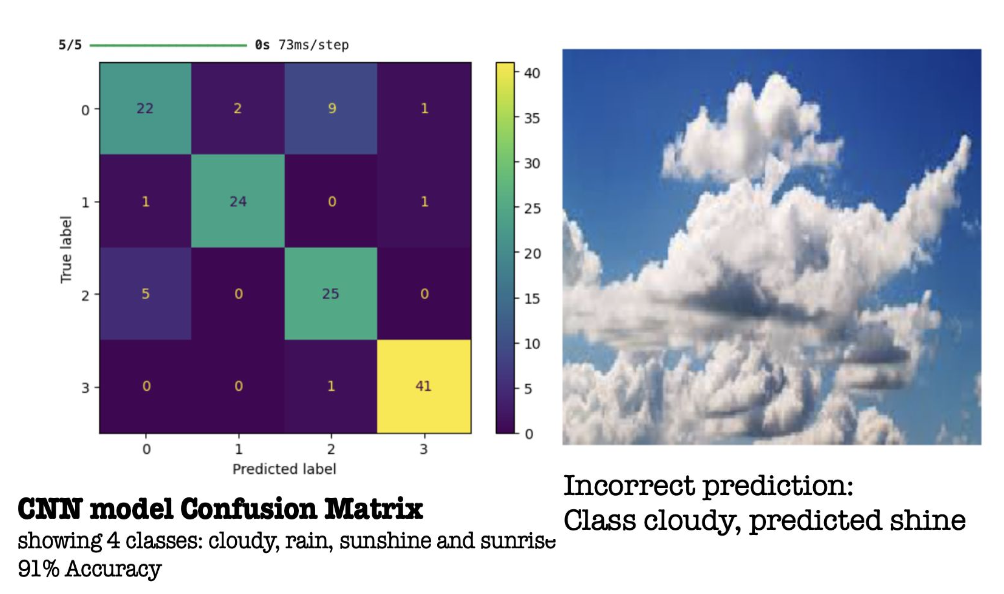 5/5 0s 73ms/step
40
0 22 2 9 1
35
30
1 1 24 0 1
25
True label
20
2 5 0 25 0
15
10
3 0 0 1 41
5
0
0 1 2 3
Predicted label
CNN model Confusion Matrix
showing 4 classes: cloudy, rain, sunshine and sunrise
91% Accuracy
Incorrect prediction:
Class cloudy, predicted shine